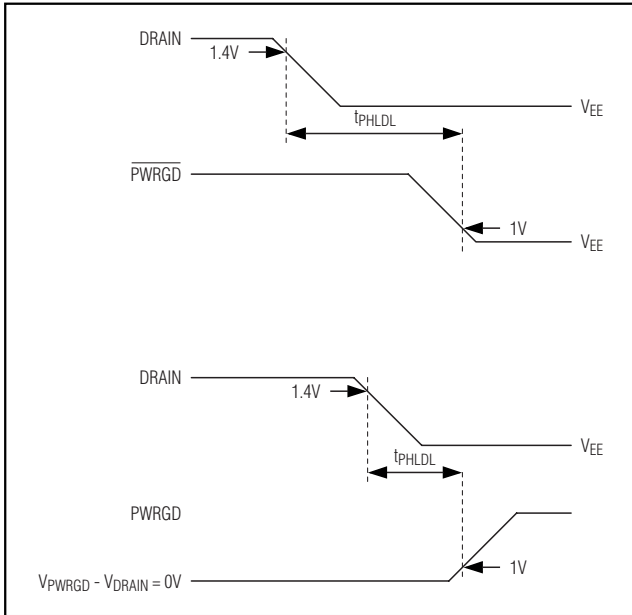 DRAIN
1.4V
VEE
tPHLDL
PWRGD
1V
VEE
DRAIN
1.4V
VEE
tPHLDL
PWRGD
1V
VPWRGD - VDRAIN = 0V